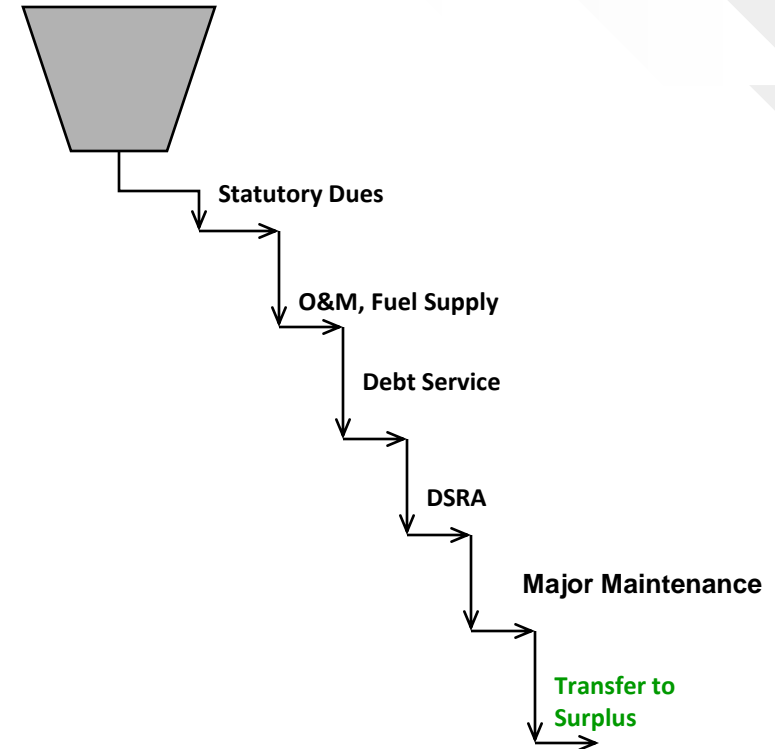 Statutory Dues
O&M, Fuel Supply
Debt Service
DSRA
Major Maintenance
Transfer to
Surplus